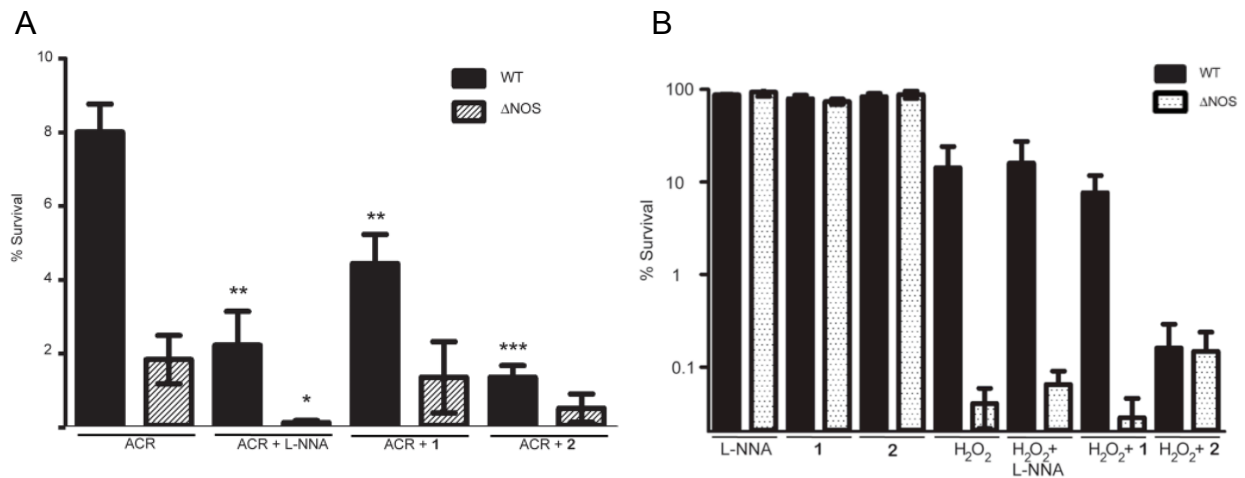 A
10
8
6
4
2
% Survival
WT
ΔNOS
**
*
**
***
ACR
ACR + L-NNA
ACR + 1
ACR + 2
B
100
10
1
0.1
% Survival
WT
ΔNOS
L-NNA
1
2
H₂O₂
H₂O₂+
L-NNA
H₂O₂+ 1
H₂O₂+ 2